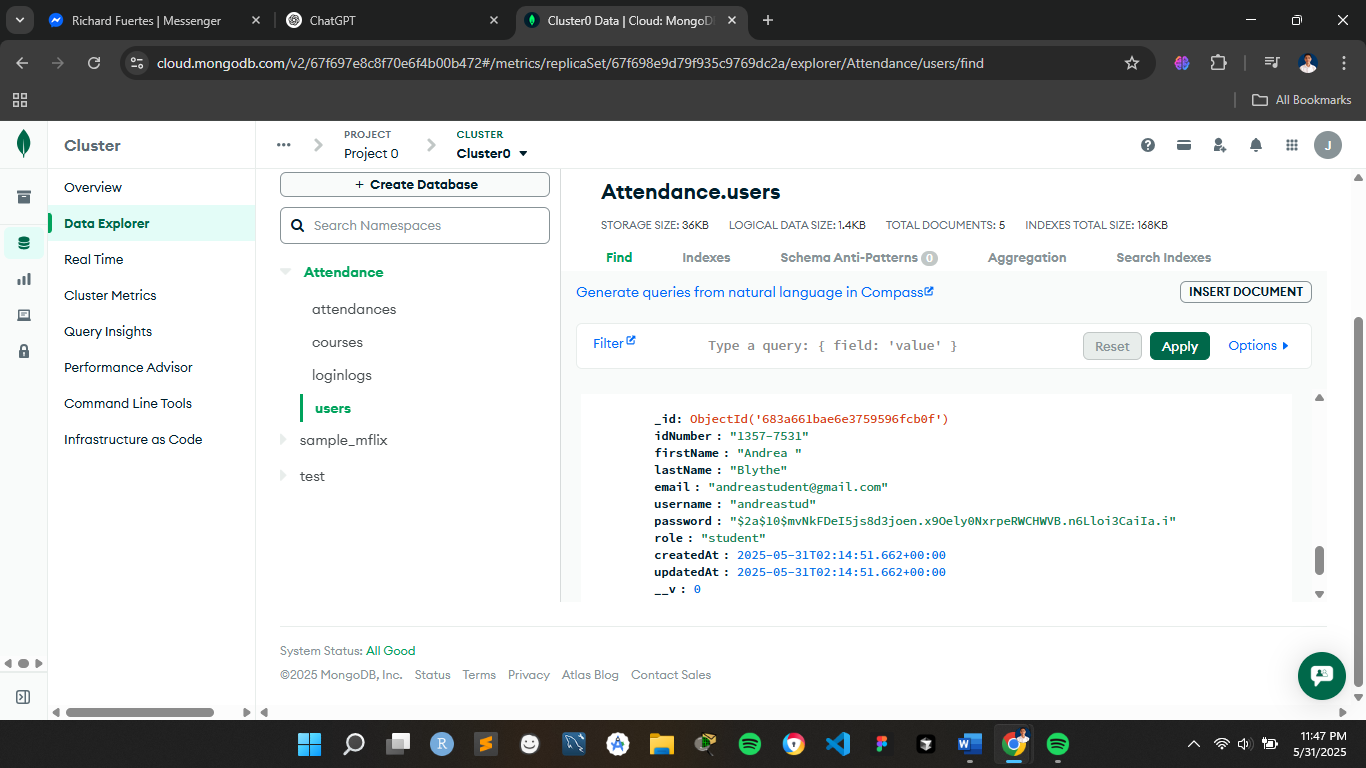 Richard Fuertes | Messenger
ChatGPT
Cluster0 Data | Cloud: MongoD
cloud.mongodb.com/v2/67f697e8c8f70e6f4b00b472#/metrics/replicaSet/67f698e9d79f935c9769dc2a/explorer/Attendance/users/find
All Bookmarks
Cluster
Overview
Data Explorer
Real Time
Cluster Metrics
Query Insights
Performance Advisor
Command Line Tools
Infrastructure as Code
PROJECT
Project 0
CLUSTER
Cluster0
J
+ Create Database
Search Namespaces
Attendance
attendances
courses
loginlogs
users
sample_mflix
test
Attendance.users
STORAGE SIZE: 36KB LOGICAL DATA SIZE: 1.4KB TOTAL DOCUMENTS: 5 INDEXES TOTAL SIZE: 168KB
Find Indexes Schema Anti-Patterns 0 Aggregation Search Indexes
Generate queries from natural language in Compass
INSERT DOCUMENT
Filter
Type a query: { field: 'value' }
Reset
Apply
Options
_id: ObjectId('683a661bae6e3759596fcb0f')
idNumber : "1357-7531"
firstName : "Andrea "
lastName : "Blythe"
email : "andreastudent@gmail.com"
username : "andreastud"
password : "$2a$10$mvNkFDeI5js8d3joen.x9Oely0NxrpeRWCHWVB.n6Lloi3CaiIa.i"
role : "student"
createdAt : 2025-05-31T02:14:51.662+00:00
updatedAt : 2025-05-31T02:14:51.662+00:00
__v : 0
System Status: All Good
©2025 MongoDB, Inc. Status Terms Privacy Atlas Blog Contact Sales
11:47 PM
5/31/2025